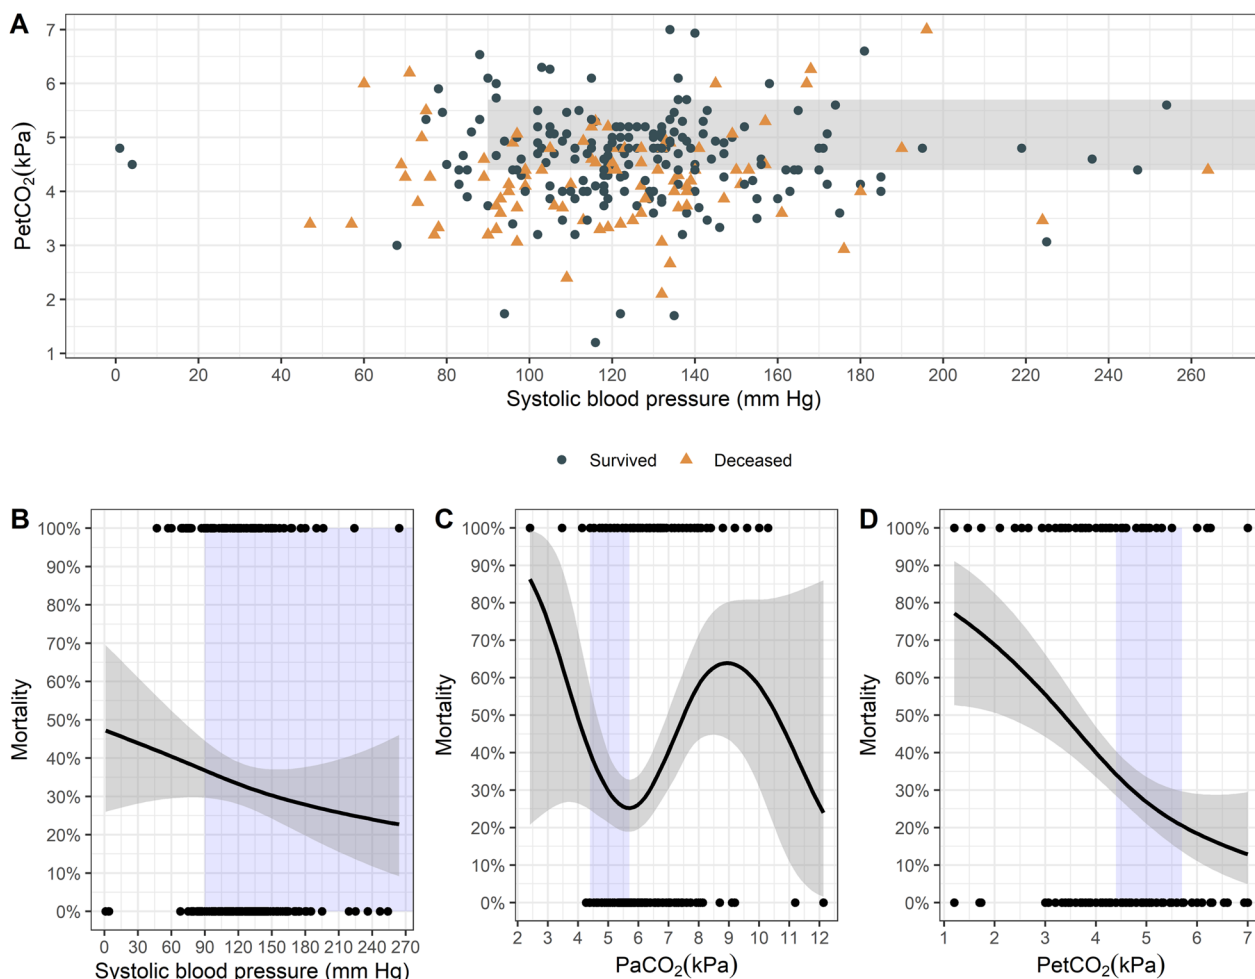 A
7
6
5
4
3
2
1
PetCO₂(kPa)
0 20 40 60 80 100 120 140 160 180 200 220 240 260
Systolic blood pressure (mm Hg)
Survived Deceased
B
100%
90%
80%
70%
60%
50%
40%
30%
20%
10%
0%
Mortality
0 30 60 90 120 150 180 210 240 270
Systolic blood pressure (mm Hg)
C
100%
90%
80%
70%
60%
50%
40%
30%
20%
10%
0%
Mortality
2 3 4 5 6 7 8 9 10 11 12
PaCO₂(kPa)
D
100%
90%
80%
70%
60%
50%
40%
30%
20%
10%
0%
Mortality
1 2 3 4 5 6 7
PetCO₂(kPa)